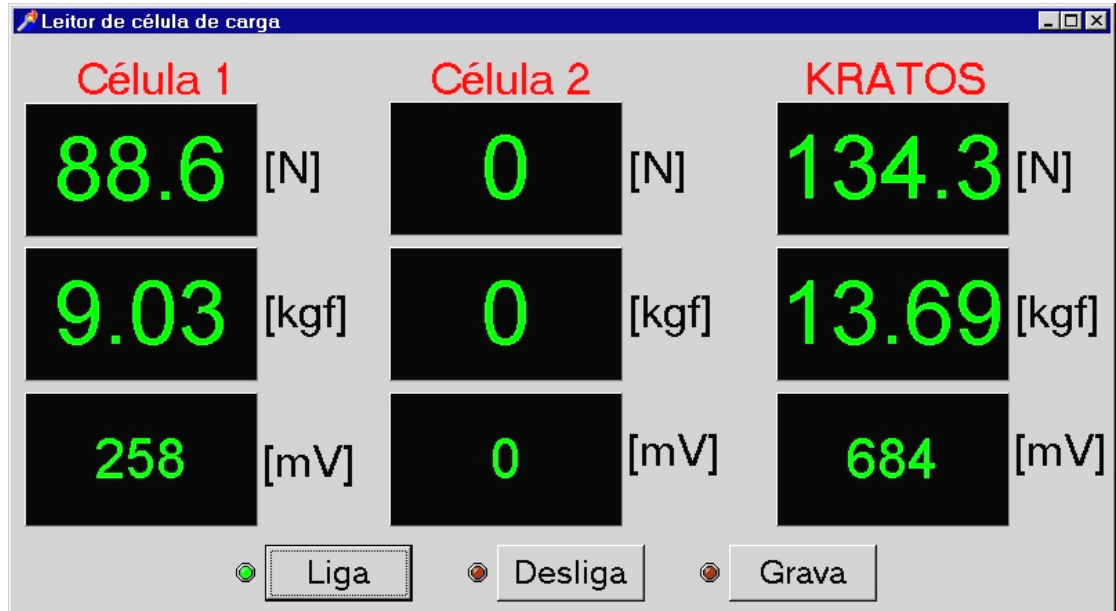 Leitor de célula de carga
Célula 1 Célula 2 KRATOS
88.6 [N] 0 [N] 134.3 [N]
9.03 [kgf] 0 [kgf] 13.69 [kgf]
258 [mV] 0 [mV] 684 [mV]
Liga Desliga Grava